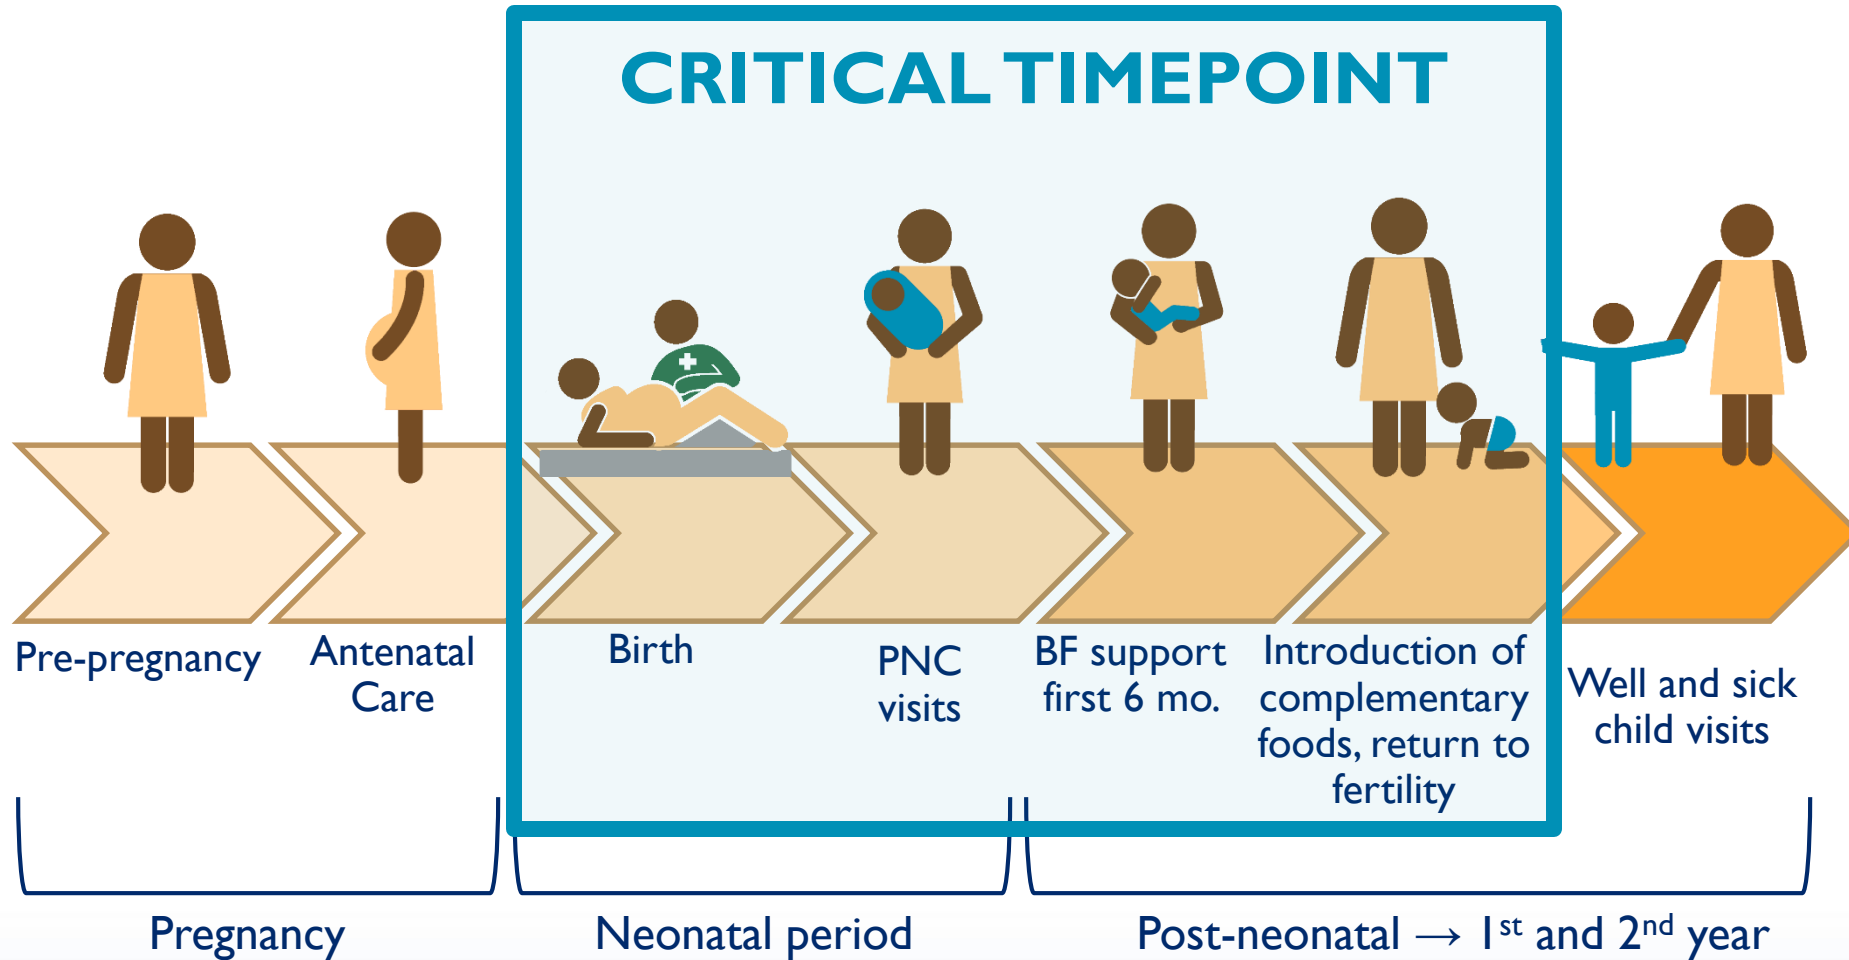 CRITICAL TIMEPOINT
Pre-pregnancy
Antenatal
Care
Birth
PNC
visits
BF support
first 6 mo.
Introduction of
complementary
foods, return to
fertility
Well and sick
child visits
Pregnancy
Neonatal period
Post-neonatal → 1st and 2nd year